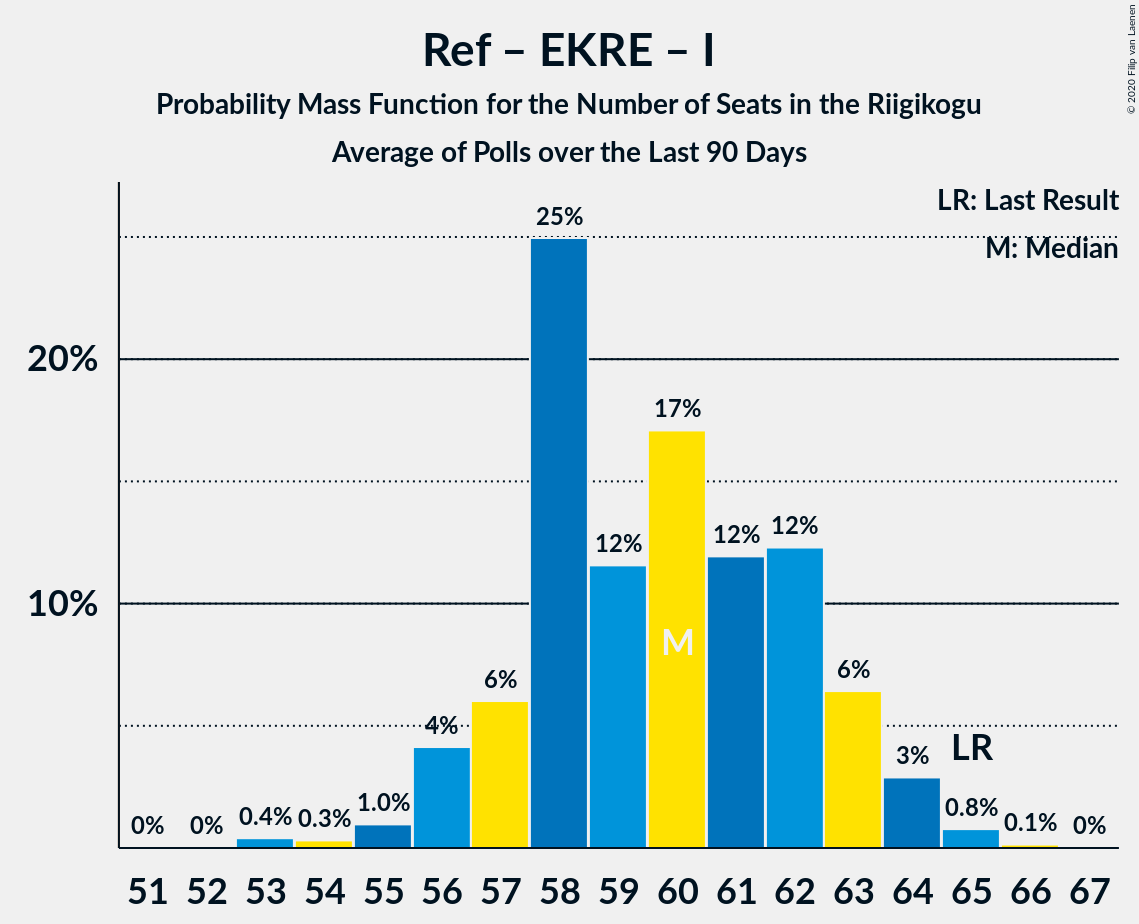 Ref – EKRE – I
Probability Mass Function for the Number of Seats in the Riigikogu
Average of Polls over the Last 90 Days
© 2020 Filip van Laenen
LR: Last Result
M: Median
20%
10%
0%
0%
0.4%
0.3%
1.0%
4%
6%
25%
12%
17%
12%
12%
6%
3%
0.8%
0.1%
0%
M
LR
51 52 53 54 55 56 57 58 59 60 61 62 63 64 65 66 67